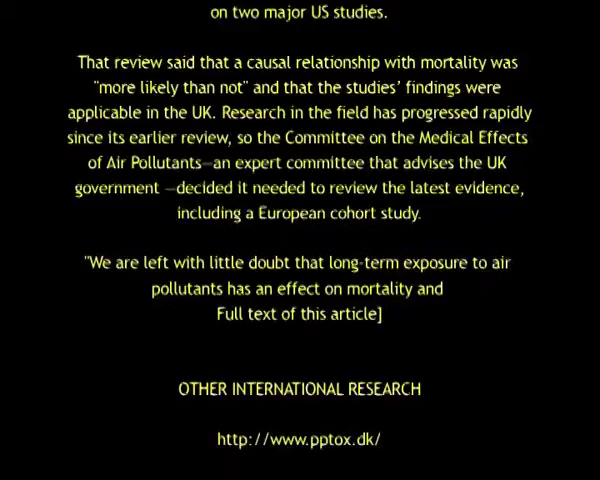 on two major US studies.
That review said that a causal relationship with mortality was
"more likely than not" and that the studies’ findings were
applicable in the UK. Research in the field has progressed rapidly
since its earlier review, so the Committee on the Medical Effects
of Air Pollutants—an expert committee that advises the UK
government —decided it needed to review the latest evidence,
including a European cohort study.
"We are left with little doubt that long-term exposure to air
pollutants has an effect on mortality and
Full text of this article]
OTHER INTERNATIONAL RESEARCH
http://www.pptox.dk/